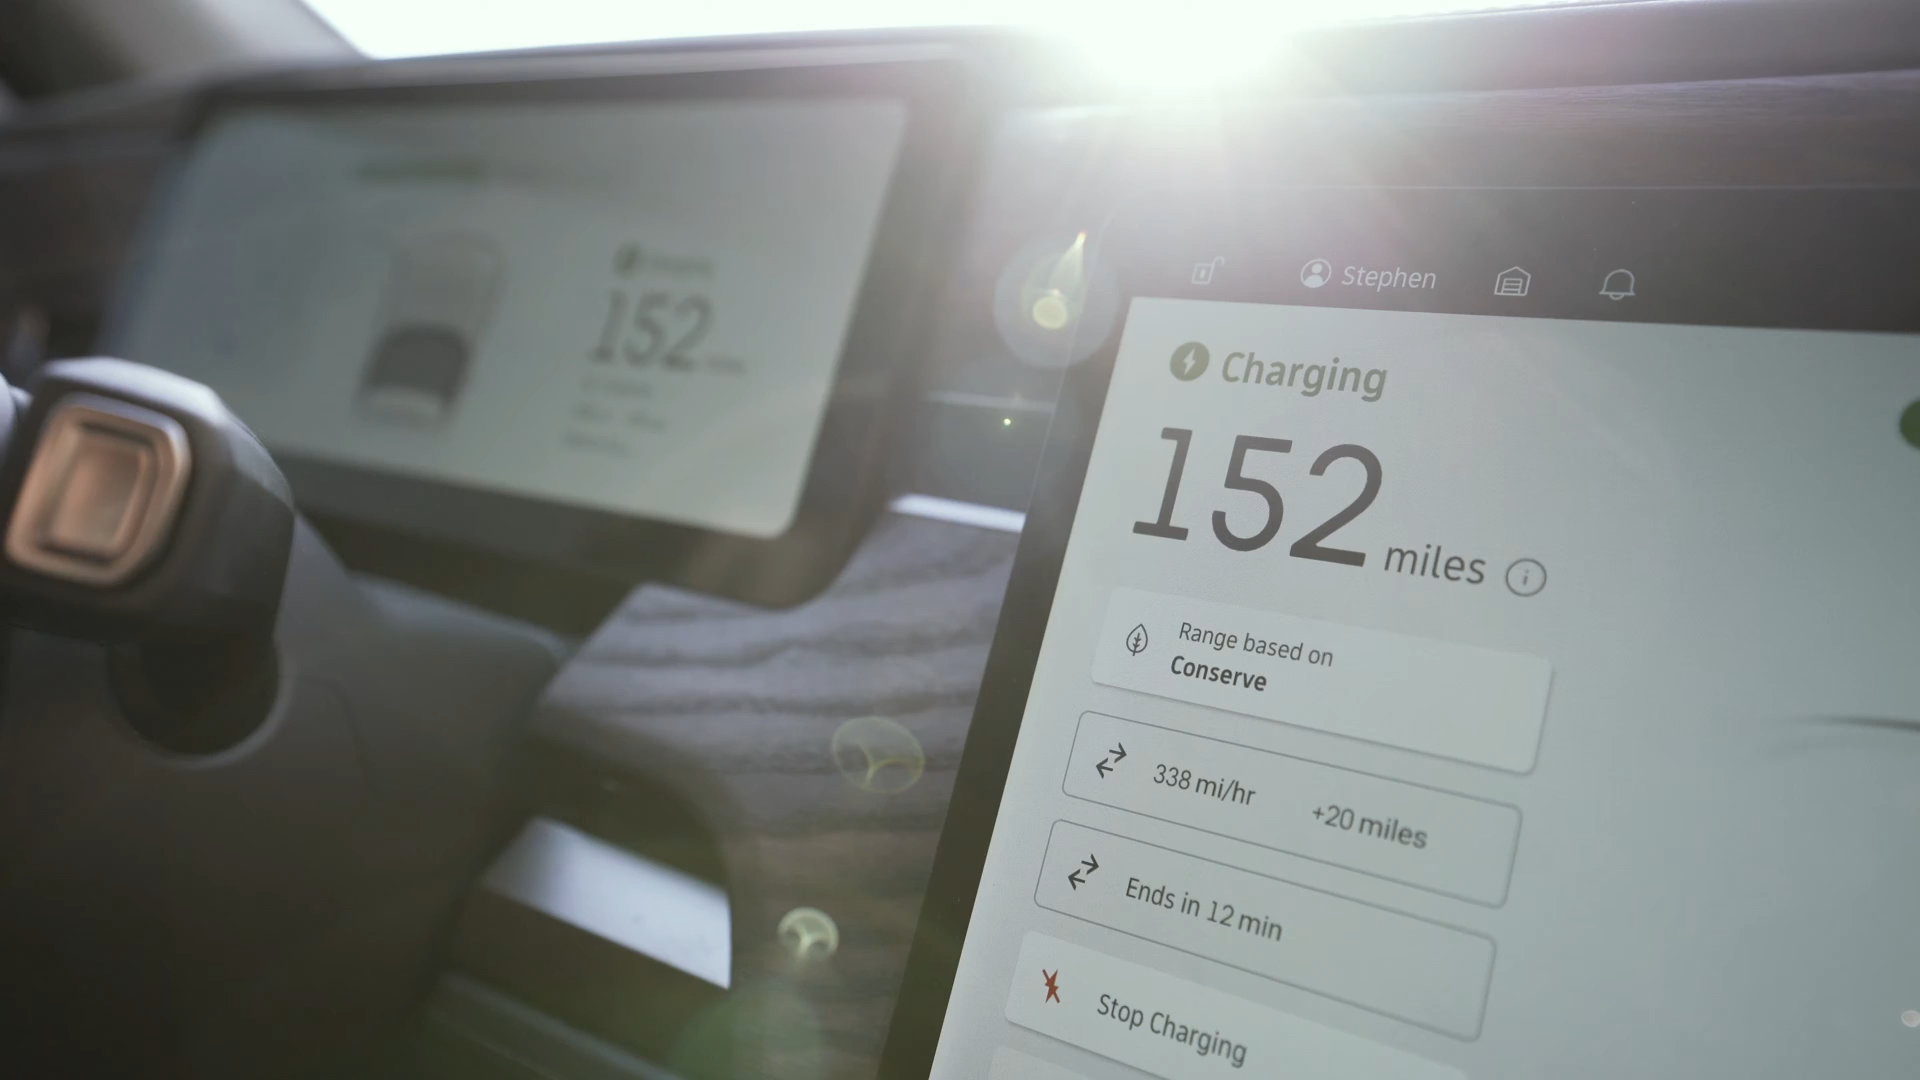 152
Stephen
Charging
152 miles
Range based on
Conserve
338 mi/hr +20 miles
Ends in 12 min
Stop Charging